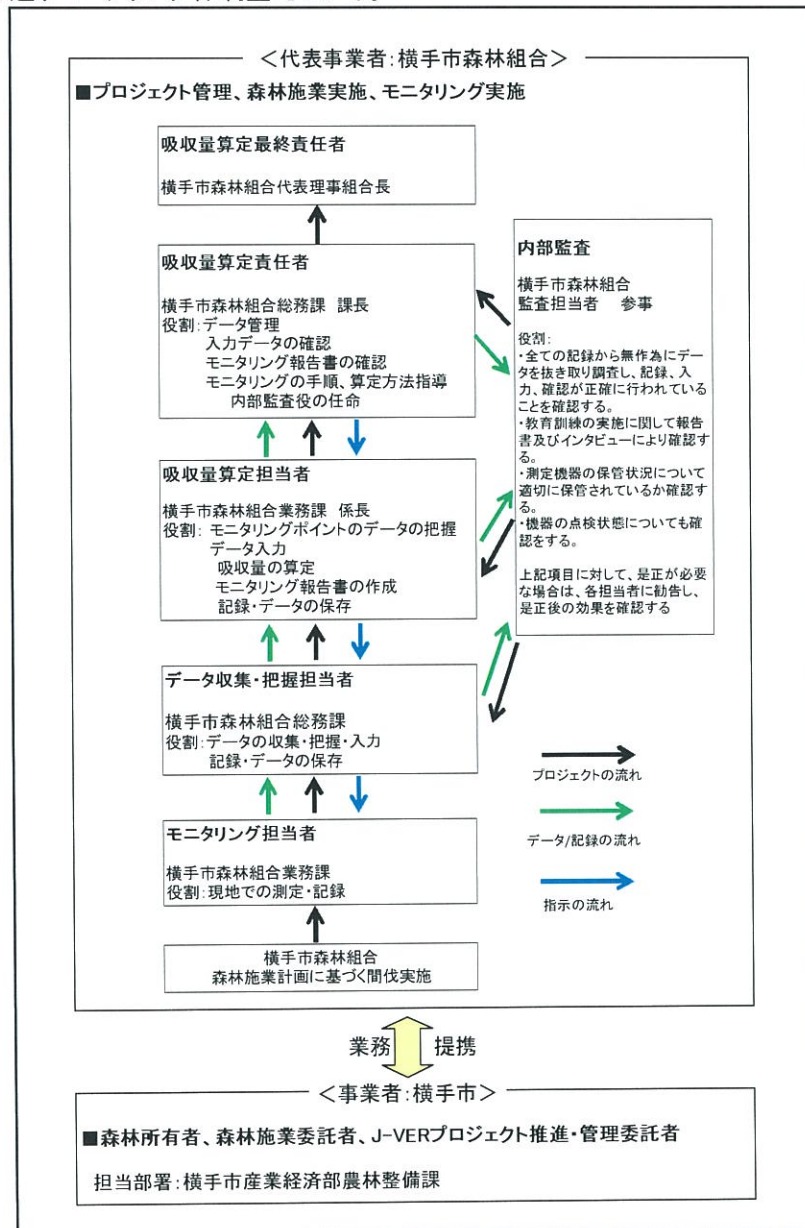 <代表事業者:横手市森林組合>
■プロジェクト管理、森林施業実施、モニタリング実施
吸収量算定最終責任者
横手市森林組合代表理事組合長
吸収量算定責任者
横手市森林組合総務課 課長
役割:データ管理
入力データの確認
モニタリング報告書の確認
モニタリングの手順、算定方法指導
内部監査役の任命
吸収量算定担当者
横手市森林組合業務課 係長
役割: モニタリングポイントのデータの把握
データ入力
吸収量の算定
モニタリング報告書の作成
記録・データの保存
データ収集・把握担当者
横手市森林組合総務課
役割:データの収集・把握・入力
記録・データの保存
モニタリング担当者
横手市森林組合業務課
役割:現地での測定・記録
横手市森林組合
森林施業計画に基づく間伐実施
内部監査
横手市森林組合
監査担当者 参事
役割:
・全ての記録から無作為にデー
タを抜き取り調査し、記録、入
力、確認が正確に行われている
ことを確認する。
・教育訓練の実施に関して報告
書及びインタビューにより確認す
る。
・測定機器の保管状況について
適切に保管されているか確認す
る。
・機器の点検状態についても確
認をする。
上記項目に対して、是正が必要
な場合は、各担当者に勧告し、
是正後の効果を確認する
プロジェクトの流れ
データ/記録の流れ
指示の流れ
業務 提携
<事業者:横手市>
■森林所有者、森林施業委託者、J-VERプロジェクト推進・管理委託者
担当部署:横手市産業経済部農林整備課